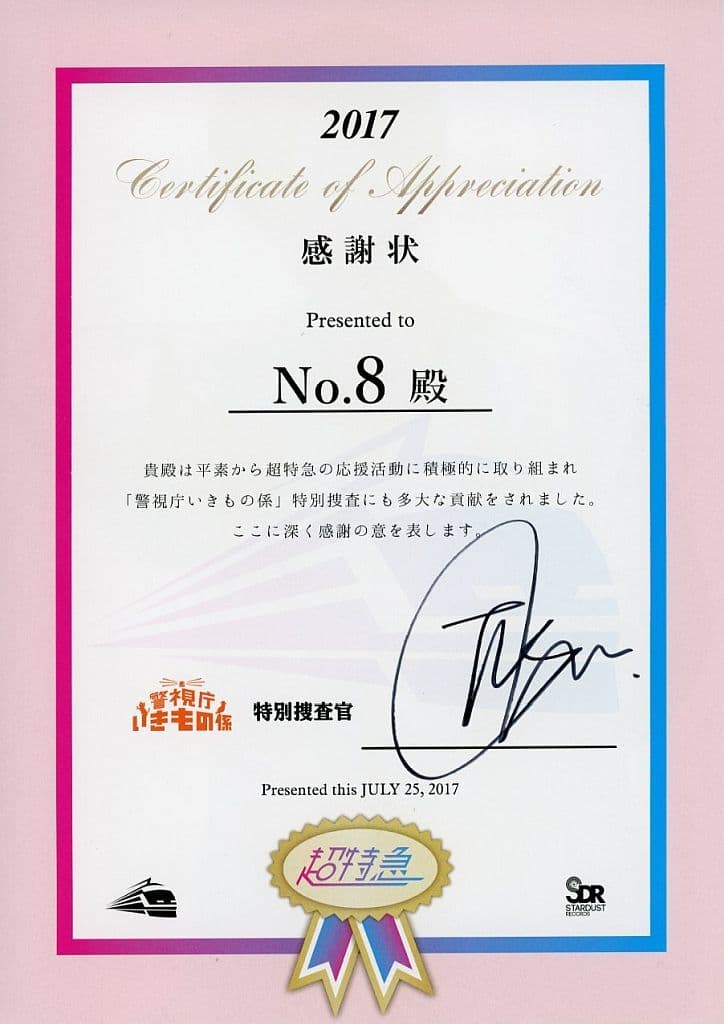 2017
Certificate of Appreciation
感謝状
Presented to
No.8 殿
貴殿は平素から超特急の応援活動に積極的に取り組まれ
「警視庁いきもの係」特別捜査にも多大な貢献をされました。
ここに深く感謝の意を表します。
警視庁
いきもの係
特別捜査官
Presented this JULY 25, 2017
超特急
SDR
STARDUST
RECORDS